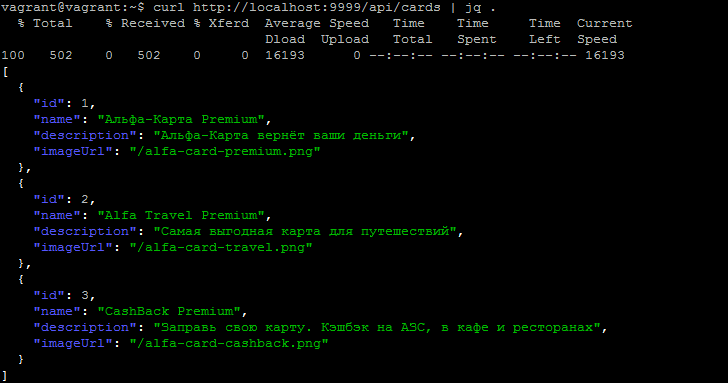 vagrant@vagrant:~$ curl http://localhost:9999/api/cards | jq .
  % Total    % Received % Xferd  Average Speed   Time    Time     Time  Current
                                 Dload  Upload   Total   Spent    Left  Speed
100   502    0   502    0     0  16193      0 --:--:-- --:--:-- --:--:-- 16193
[
  {
    "id": 1,
    "name": "Альфа-Карта Premium",
    "description": "Альфа-Карта вернёт ваши деньги",
    "imageUrl": "/alfa-card-premium.png"
  },
  {
    "id": 2,
    "name": "Alfa Travel Premium",
    "description": "Самая выгодная карта для путешествий",
    "imageUrl": "/alfa-card-travel.png"
  },
  {
    "id": 3,
    "name": "CashBack Premium",
    "description": "Заправь свою карту. Кэшбэк на АЗС, в кафе и ресторанах",
    "imageUrl": "/alfa-card-cashback.png"
  }
]